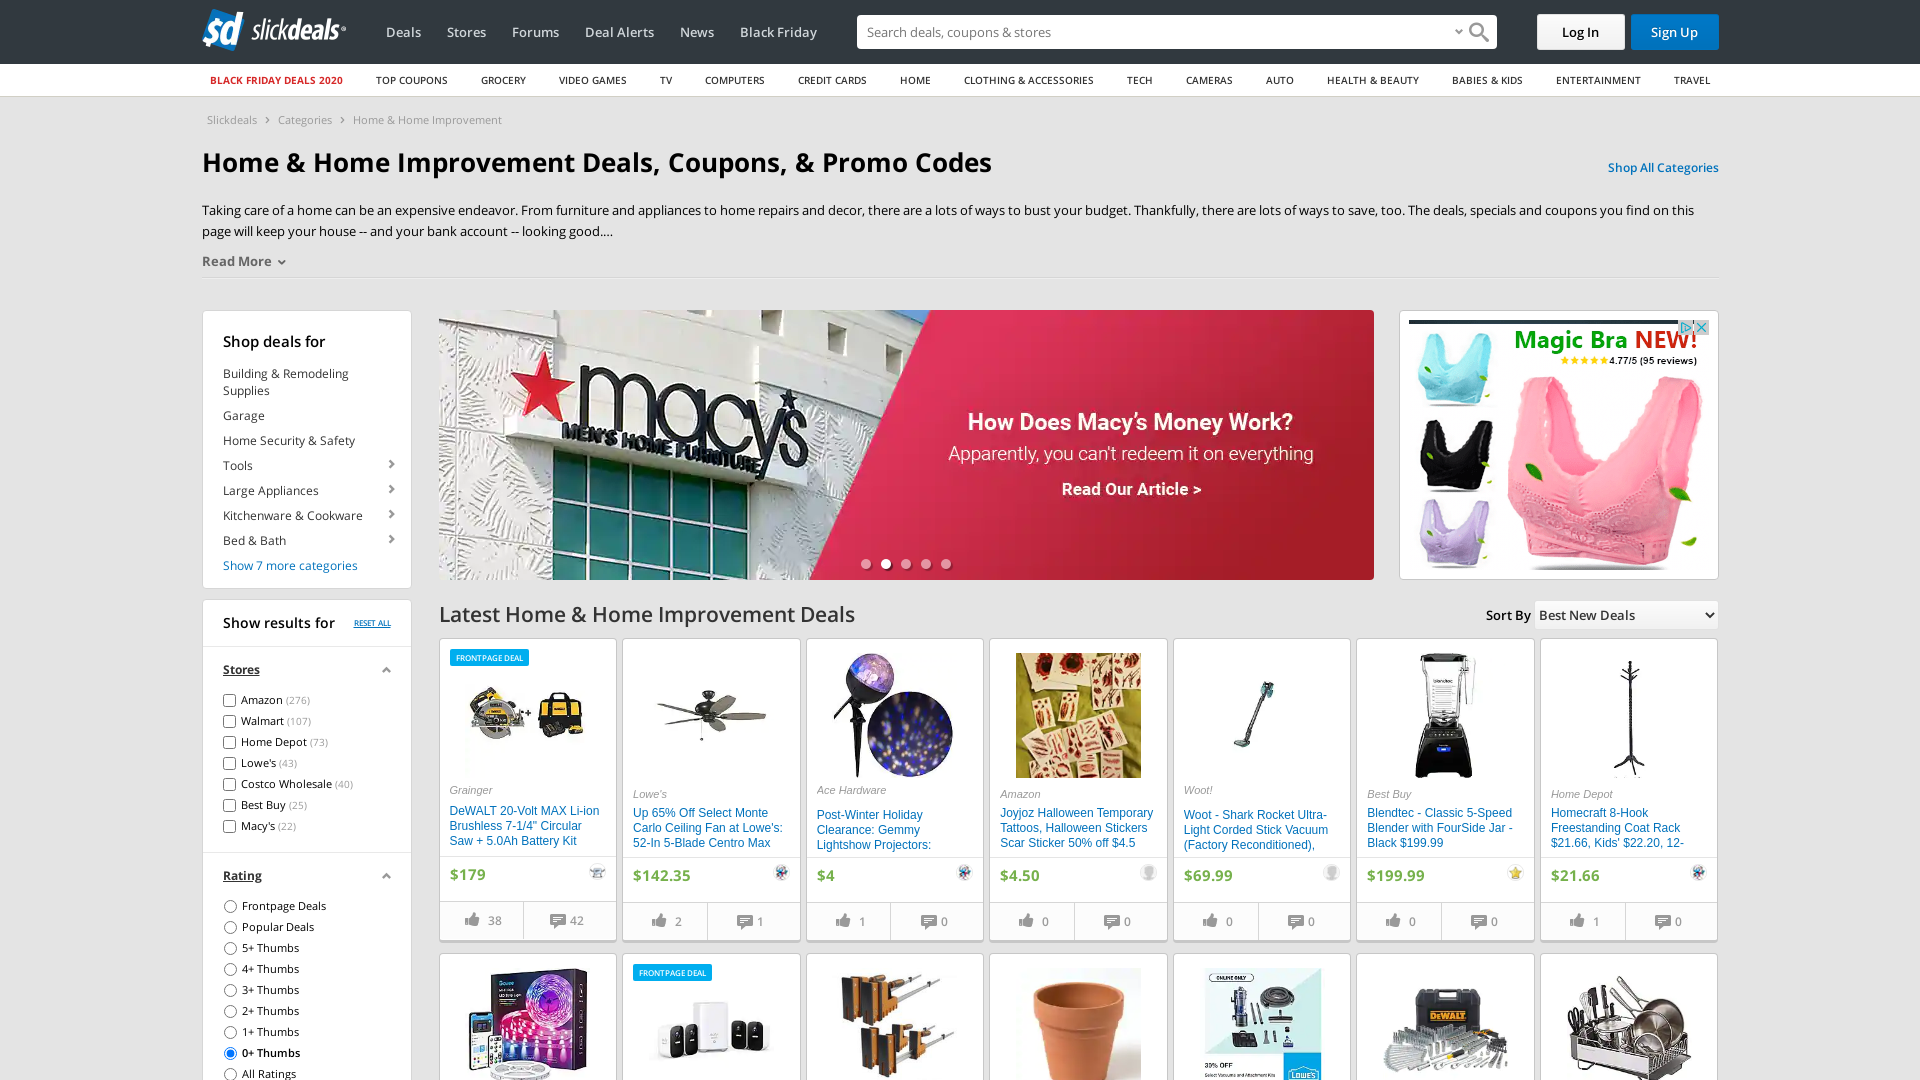 slickdeals
Deals
Stores
Forums
Deal Alerts
News
Black Friday
Search deals, coupons & stores
Log In
Sign Up
BLACK FRIDAY DEALS 2020
TOP COUPONS
GROCERY
VIDEO GAMES
TV
COMPUTERS
CREDIT CARDS
HOME
CLOTHING & ACCESSORIES
TECH
CAMERAS
AUTO
HEALTH & BEAUTY
BABIES & KIDS
ENTERTAINMENT
TRAVEL
Slickdeals > Categories > Home & Home Improvement
Home & Home Improvement Deals, Coupons, & Promo Codes
Shop All Categories
Taking care of a home can be an expensive endeavor. From furniture and appliances to home repairs and decor, there are a lots of ways to bust your budget. Thankfully, there are lots of ways to save, too. The deals, specials and coupons you find on this
page will keep your house -- and your bank account -- looking good....
Read More
Shop deals for
Building & Remodeling
Supplies
Garage
Home Security & Safety
Tools
Large Appliances
Kitchenware & Cookware
Bed & Bath
Show 7 more categories
macy's
MEN'S HOME FURNITURE
How Does Macy's Money Work?
Apparently, you can't redeem it on everything
Read Our Article >
Magic Bra NEW!
4.77/5 (95 reviews)
Show results for
RESET ALL
Stores
Amazon (276)
Walmart (107)
Home Depot (73)
Lowe's (43)
Costco Wholesale (40)
Best Buy (25)
Macy's (22)
Rating
Frontpage Deals
Popular Deals
5+ Thumbs
4+ Thumbs
3+ Thumbs
2+ Thumbs
1+ Thumbs
0+ Thumbs
All Ratings
Latest Home & Home Improvement Deals
Sort By
Best New Deals
FRONTPAGE DEAL
Grainger
DeWALT 20-Volt MAX Li-ion
Brushless 7-1/4" Circular
Saw + 5.0Ah Battery Kit
$179
38
42
Lowe's
Up 65% Off Select Monte
Carlo Ceiling Fan at Lowe's:
52-In 5-Blade Centro Max
$142.35
2
1
Ace Hardware
Post-Winter Holiday
Clearance: Gemmy
Lightshow Projectors:
$4
1
0
Amazon
Joyjoz Halloween Temporary
Tattoos, Halloween Stickers
Scar Sticker 50% off $4.5
$4.50
0
0
Woot!
Woot - Shark Rocket Ultra-
Light Corded Stick Vacuum
(Factory Reconditioned),
$69.99
0
0
blendtec
Best Buy
Blendtec - Classic 5-Speed
Blender with FourSide Jar -
Black $199.99
$199.99
0
0
Home Depot
Homecraft 8-Hook
Freestanding Coat Rack
$21.66, Kids' $22.20, 12-
$21.66
1
0
Govee
FRONTPAGE DEAL
ONLINE ONLY
30% OFF
Select Vacuums and Attachment Kits
LOWE'S
DEWALT